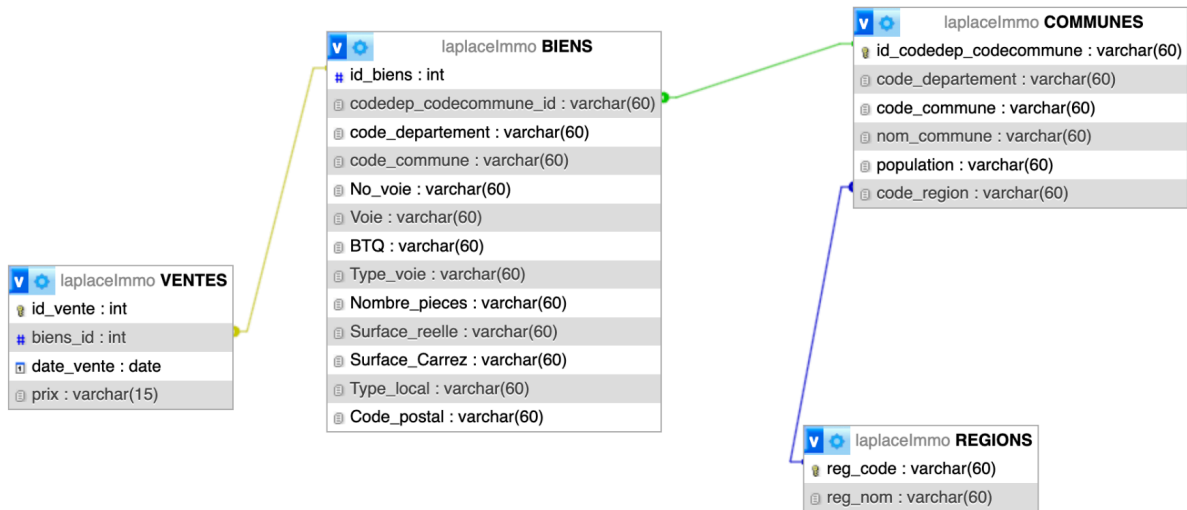 laplaceImmo VENTES
id_vente : int
biens_id : int
date_vente : date
prix : varchar(15)
laplaceImmo BIENS
id_biens : int
codedep_codecommune_id : varchar(60)
code_departement : varchar(60)
code_commune : varchar(60)
No_voie : varchar(60)
Voie : varchar(60)
BTQ : varchar(60)
Type_voie : varchar(60)
Nombre_pieces : varchar(60)
Surface_reelle : varchar(60)
Surface_Carrez : varchar(60)
Type_local : varchar(60)
Code_postal : varchar(60)
laplaceImmo COMMUNES
id_codedep_codecommune : varchar(60)
code_departement : varchar(60)
code_commune : varchar(60)
nom_commune : varchar(60)
population : varchar(60)
code_region : varchar(60)
laplaceImmo REGIONS
reg_code : varchar(60)
reg_nom : varchar(60)